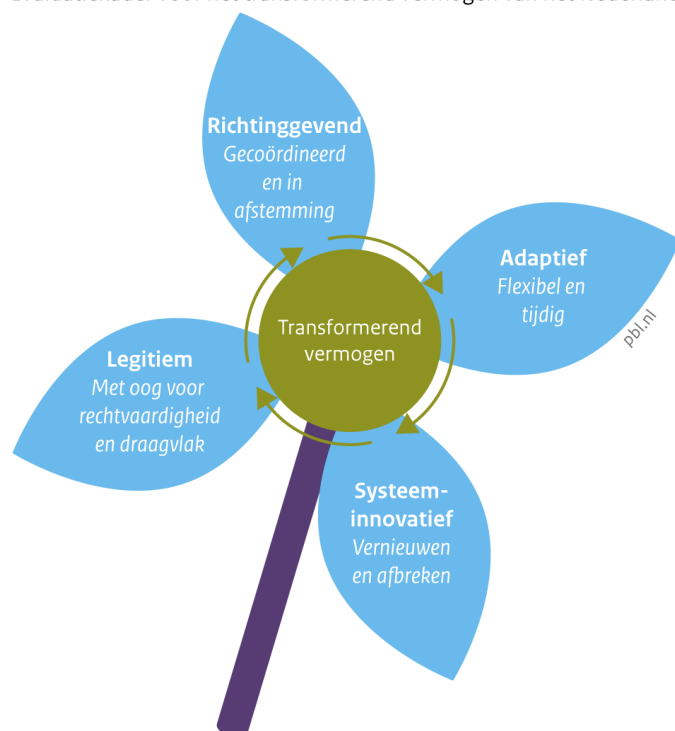 Richtinggevend
Gecoördineerd
en in
afstemming
Adaptief
Flexibel en
tijdig
pbl.nl
Transformerend
vermogen
Legitiem
Met oog voor
rechtvaardigheid
en draagvlak
Systeem-
innovatief
Vernieuwen
en afbreken